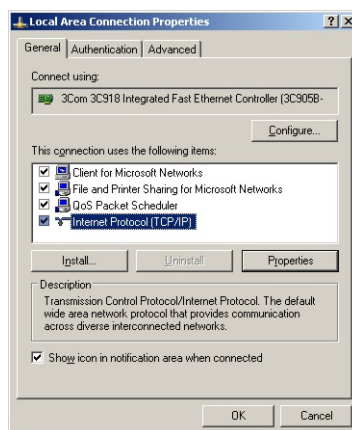 Local Area Connection Properties
General Authentication Advanced
Connect using:
3Com 3C918 Integrated Fast Ethernet Controller (3C905B-
Configure...
This connection uses the following items:
Client for Microsoft Networks
File and Printer Sharing for Microsoft Networks
QoS Packet Scheduler
Internet Protocol (TCP/IP)
Install... Uninstall Properties
Description
Transmission Control Protocol/Internet Protocol. The default
wide area network protocol that provides communication
across diverse interconnected networks.
Show icon in notification area when connected
OK Cancel